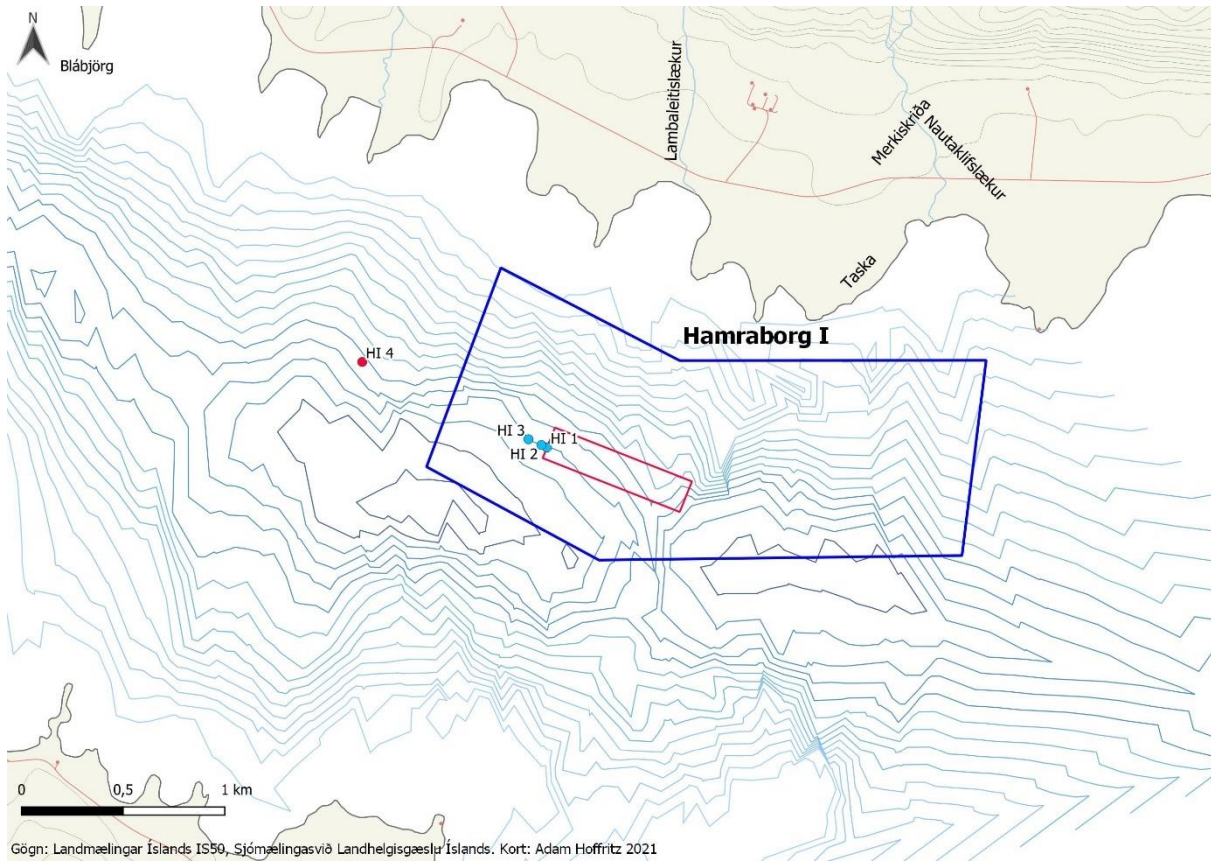 N
Blábjörg
Lambaleitislækur
Merkiskriða
Nautaklifslækur
Taska
Hamraborg I
HI 4
HI 3
HI 1
HI 2
0 0,5 1 km
Gögn: Landmælingar Íslands IS50, Sjómælingasvið Landhelgisgæslu Íslands. Kort: Adam Hoffritz 2021